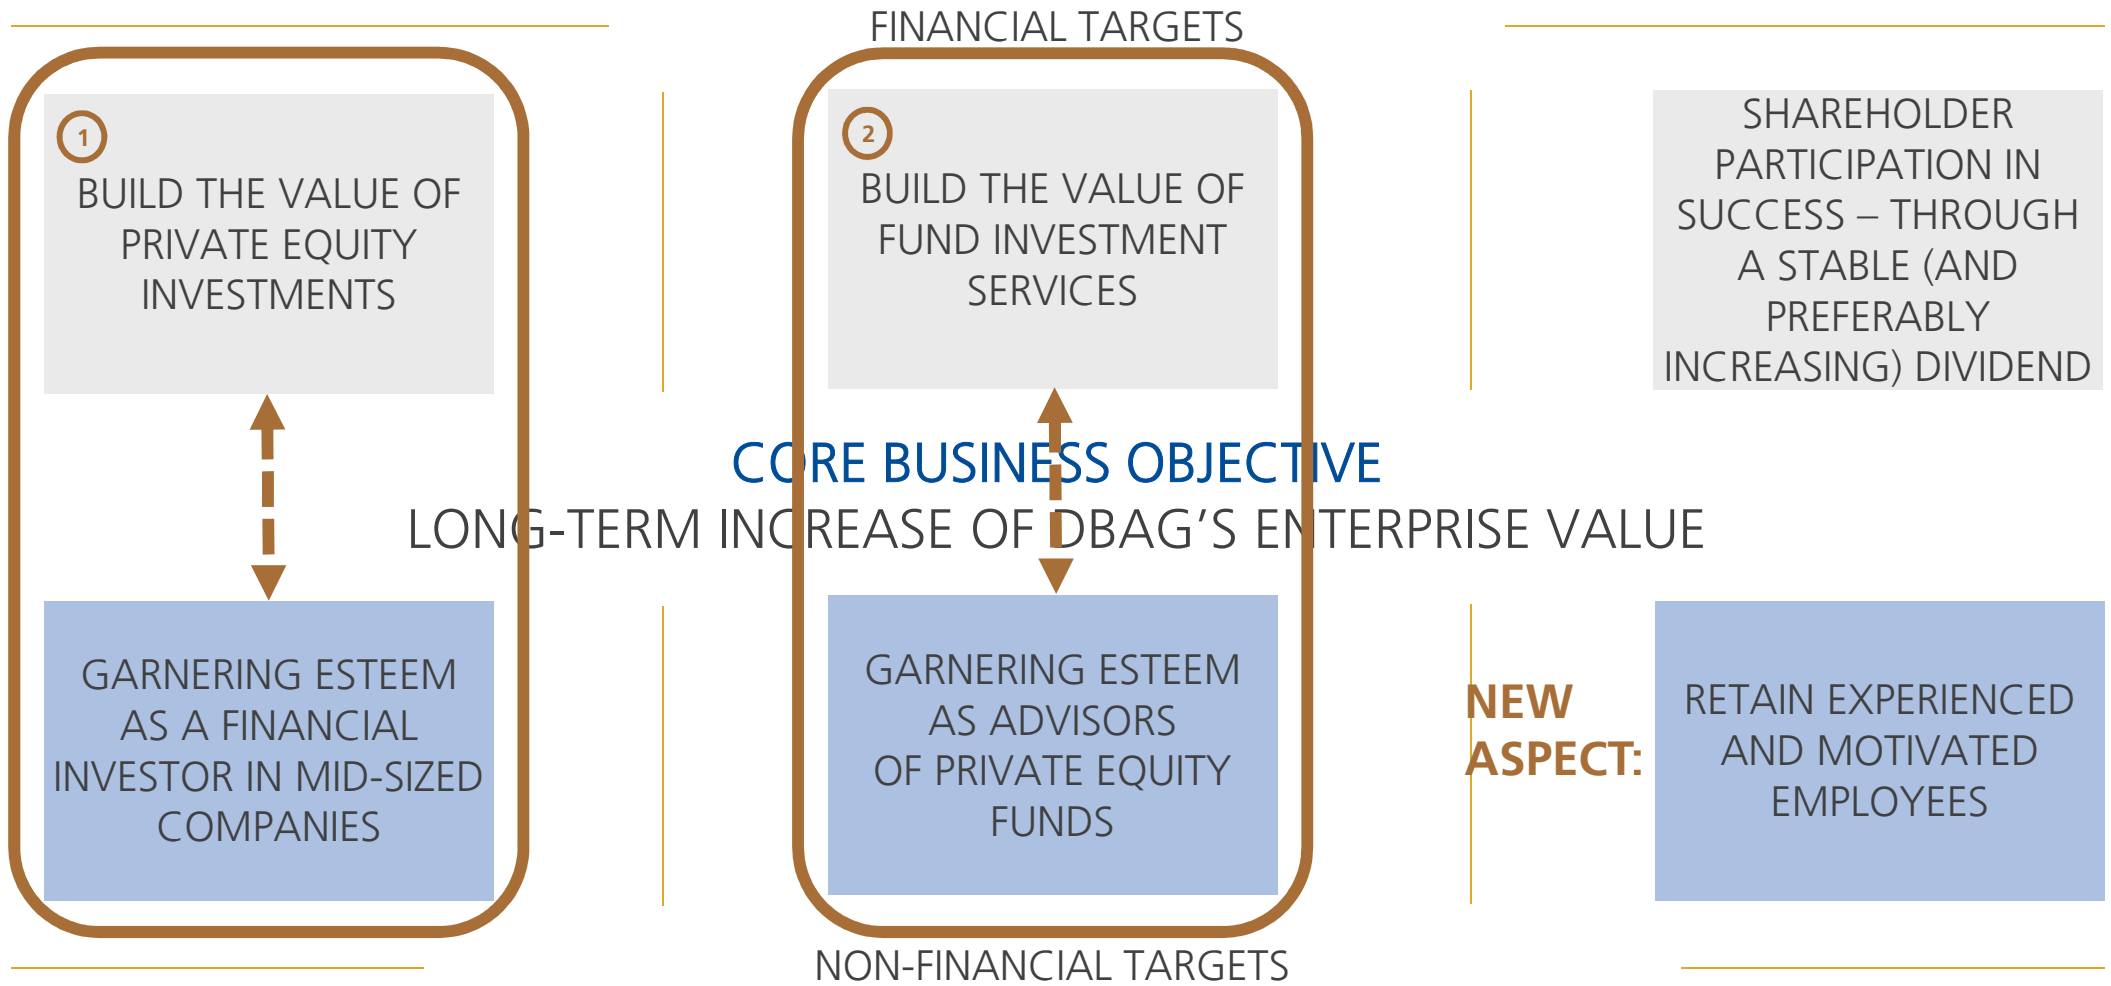 FINANCIAL TARGETS
1
BUILD THE VALUE OF
PRIVATE EQUITY
INVESTMENTS
2
BUILD THE VALUE OF
FUND INVESTMENT
SERVICES
SHAREHOLDER
PARTICIPATION IN
SUCCESS – THROUGH
A STABLE (AND
PREFERABLY
INCREASING) DIVIDEND
CORE BUSINESS OBJECTIVE
LONG-TERM INCREASE OF DBAG’S ENTERPRISE VALUE
GARNERING ESTEEM
AS A FINANCIAL
INVESTOR IN MID-SIZED
COMPANIES
GARNERING ESTEEM
AS ADVISORS
OF PRIVATE EQUITY
FUNDS
NEW
ASPECT:
RETAIN EXPERIENCED
AND MOTIVATED
EMPLOYEES
NON-FINANCIAL TARGETS